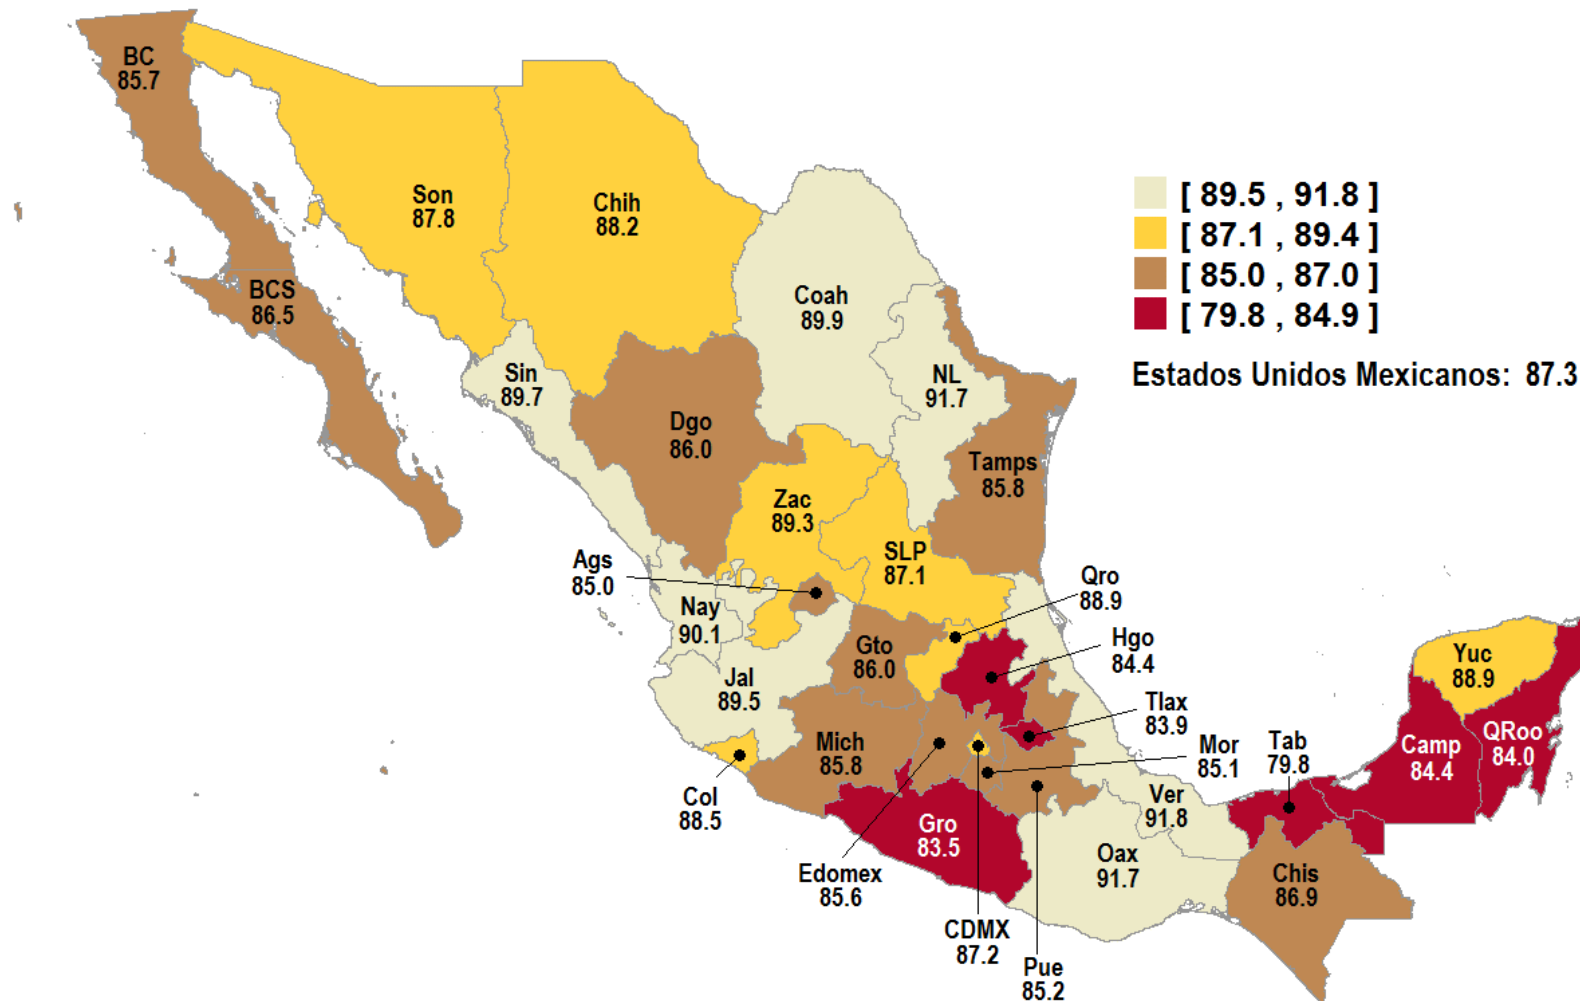 BC
85.7
Son
87.8
Chih
88.2
[ 89.5 , 91.8 ]
[ 87.1 , 89.4 ]
[ 85.0 , 87.0 ]
[ 79.8 , 84.9 ]
Estados Unidos Mexicanos: 87.3
BCS
86.5
Coah
89.9
Sin
89.7
NL
91.7
Dgo
86.0
Tamps
85.8
Zac
89.3
SLP
87.1
Ags
85.0
Qro
88.9
Nay
90.1
Gto
86.0
Hgo
84.4
Yuc
88.9
Jal
89.5
Tlax
83.9
Mich
85.8
Mor
85.1
Tab
79.8
Camp
84.4
QRoo
84.0
Col
88.5
Ver
91.8
Gro
83.5
Oax
91.7
Edomex
85.6
Chis
86.9
CDMX
87.2
Pue
85.2